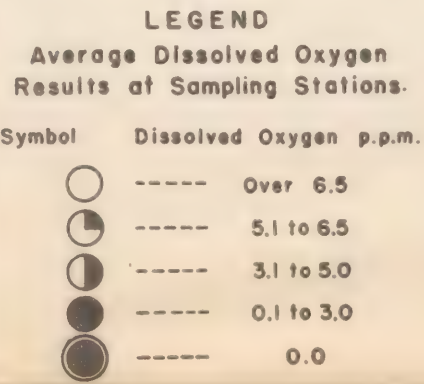 LEGEND
Average Dissolved Oxygen
Results at Sampling Stations.
Symbol Dissolved Oxygen p.p.m.
----- Over 6.5
----- 5.1 to 6.5
----- 3.1 to 5.0
----- 0.1 to 3.0
----- 0.0